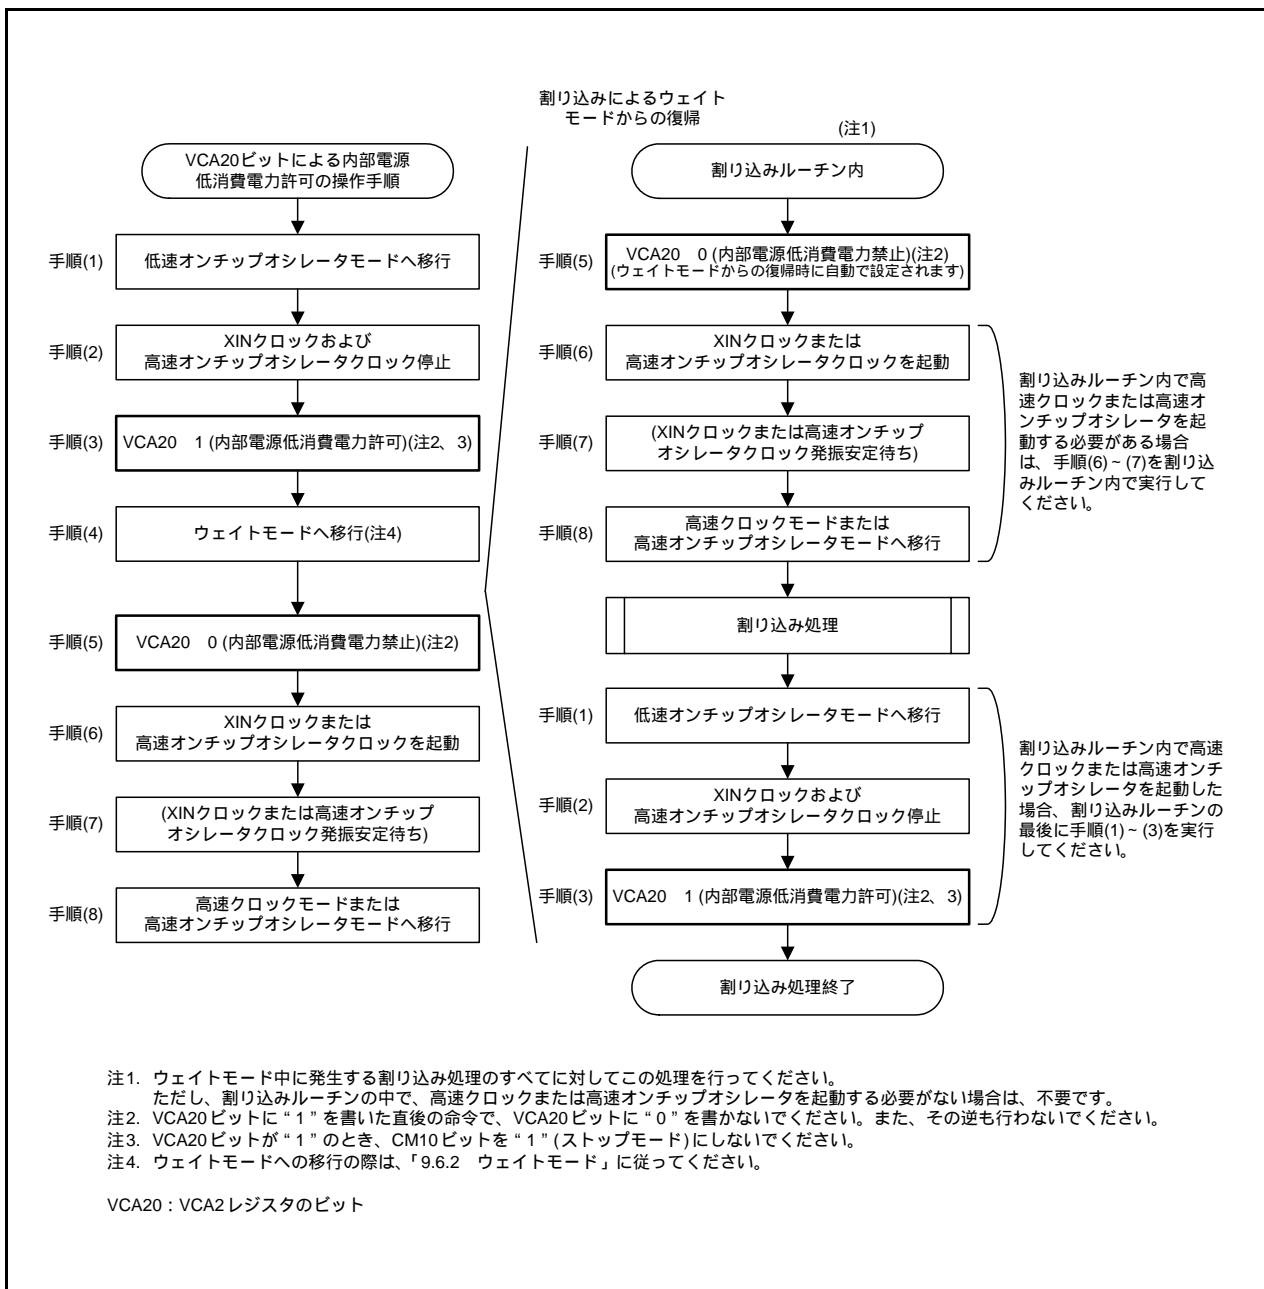 割り込みによるウェイト
モードからの復帰
VCA20ビットによる内部電源
低消費電力許可の操作手順
手順(1)
低速オンチップオシレータモードへ移行
手順(2)
XINクロックおよび
高速オンチップオシレータクロック停止
手順(3)
VCA20　1 (内部電源低消費電力許可)(注2、3)
手順(4)
ウェイトモードへ移行(注4)
手順(5)
VCA20　0 (内部電源低消費電力禁止)(注2)
手順(6)
XINクロックまたは
高速オンチップオシレータクロックを起動
手順(7)
(XINクロックまたは高速オンチップ
オシレータクロック発振安定待ち)
手順(8)
高速クロックモードまたは
高速オンチップオシレータモードへ移行
(注1)
割り込みルーチン内
手順(5)
VCA20　0 (内部電源低消費電力禁止)(注2)
(ウェイトモードからの復帰時に自動で設定されます)
手順(6)
XINクロックまたは
高速オンチップオシレータクロックを起動
手順(7)
(XINクロックまたは高速オンチップ
オシレータクロック発振安定待ち)
手順(8)
高速クロックモードまたは
高速オンチップオシレータモードへ移行
割り込みルーチン内で高
速クロックまたは高速オ
ンチップオシレータを起
動する必要がある場合
は、手順(6)~(7)を割り込
みルーチン内で実行して
ください。
割り込み処理
手順(1)
低速オンチップオシレータモードへ移行
手順(2)
XINクロックおよび
高速オンチップオシレータクロック停止
手順(3)
VCA20　1 (内部電源低消費電力許可)(注2、3)
割り込みルーチン内で高速
クロックまたは高速オンチ
ップオシレータを起動した
場合、割り込みルーチンの
最後に手順(1)~(3)を実行
してください。
割り込み処理終了
注1. ウェイトモード中に発生する割り込み処理のすべてに対してこの処理を行ってください。
ただし、割り込みルーチンの中で、高速クロックまたは高速オンチップオシレータを起動する必要がない場合は、不要です。
注2. VCA20ビットに“1”を書いた直後の命令で、VCA20ビットに“0”を書かないでください。また、その逆も行わないでください。
注3. VCA20ビットが“1”のとき、CM10ビットを“1”(ストップモード)にしないでください。
注4. ウェイトモードへの移行の際は、「9.6.2　ウェイトモード」に従ってください。
VCA20：VCA2レジスタのビット